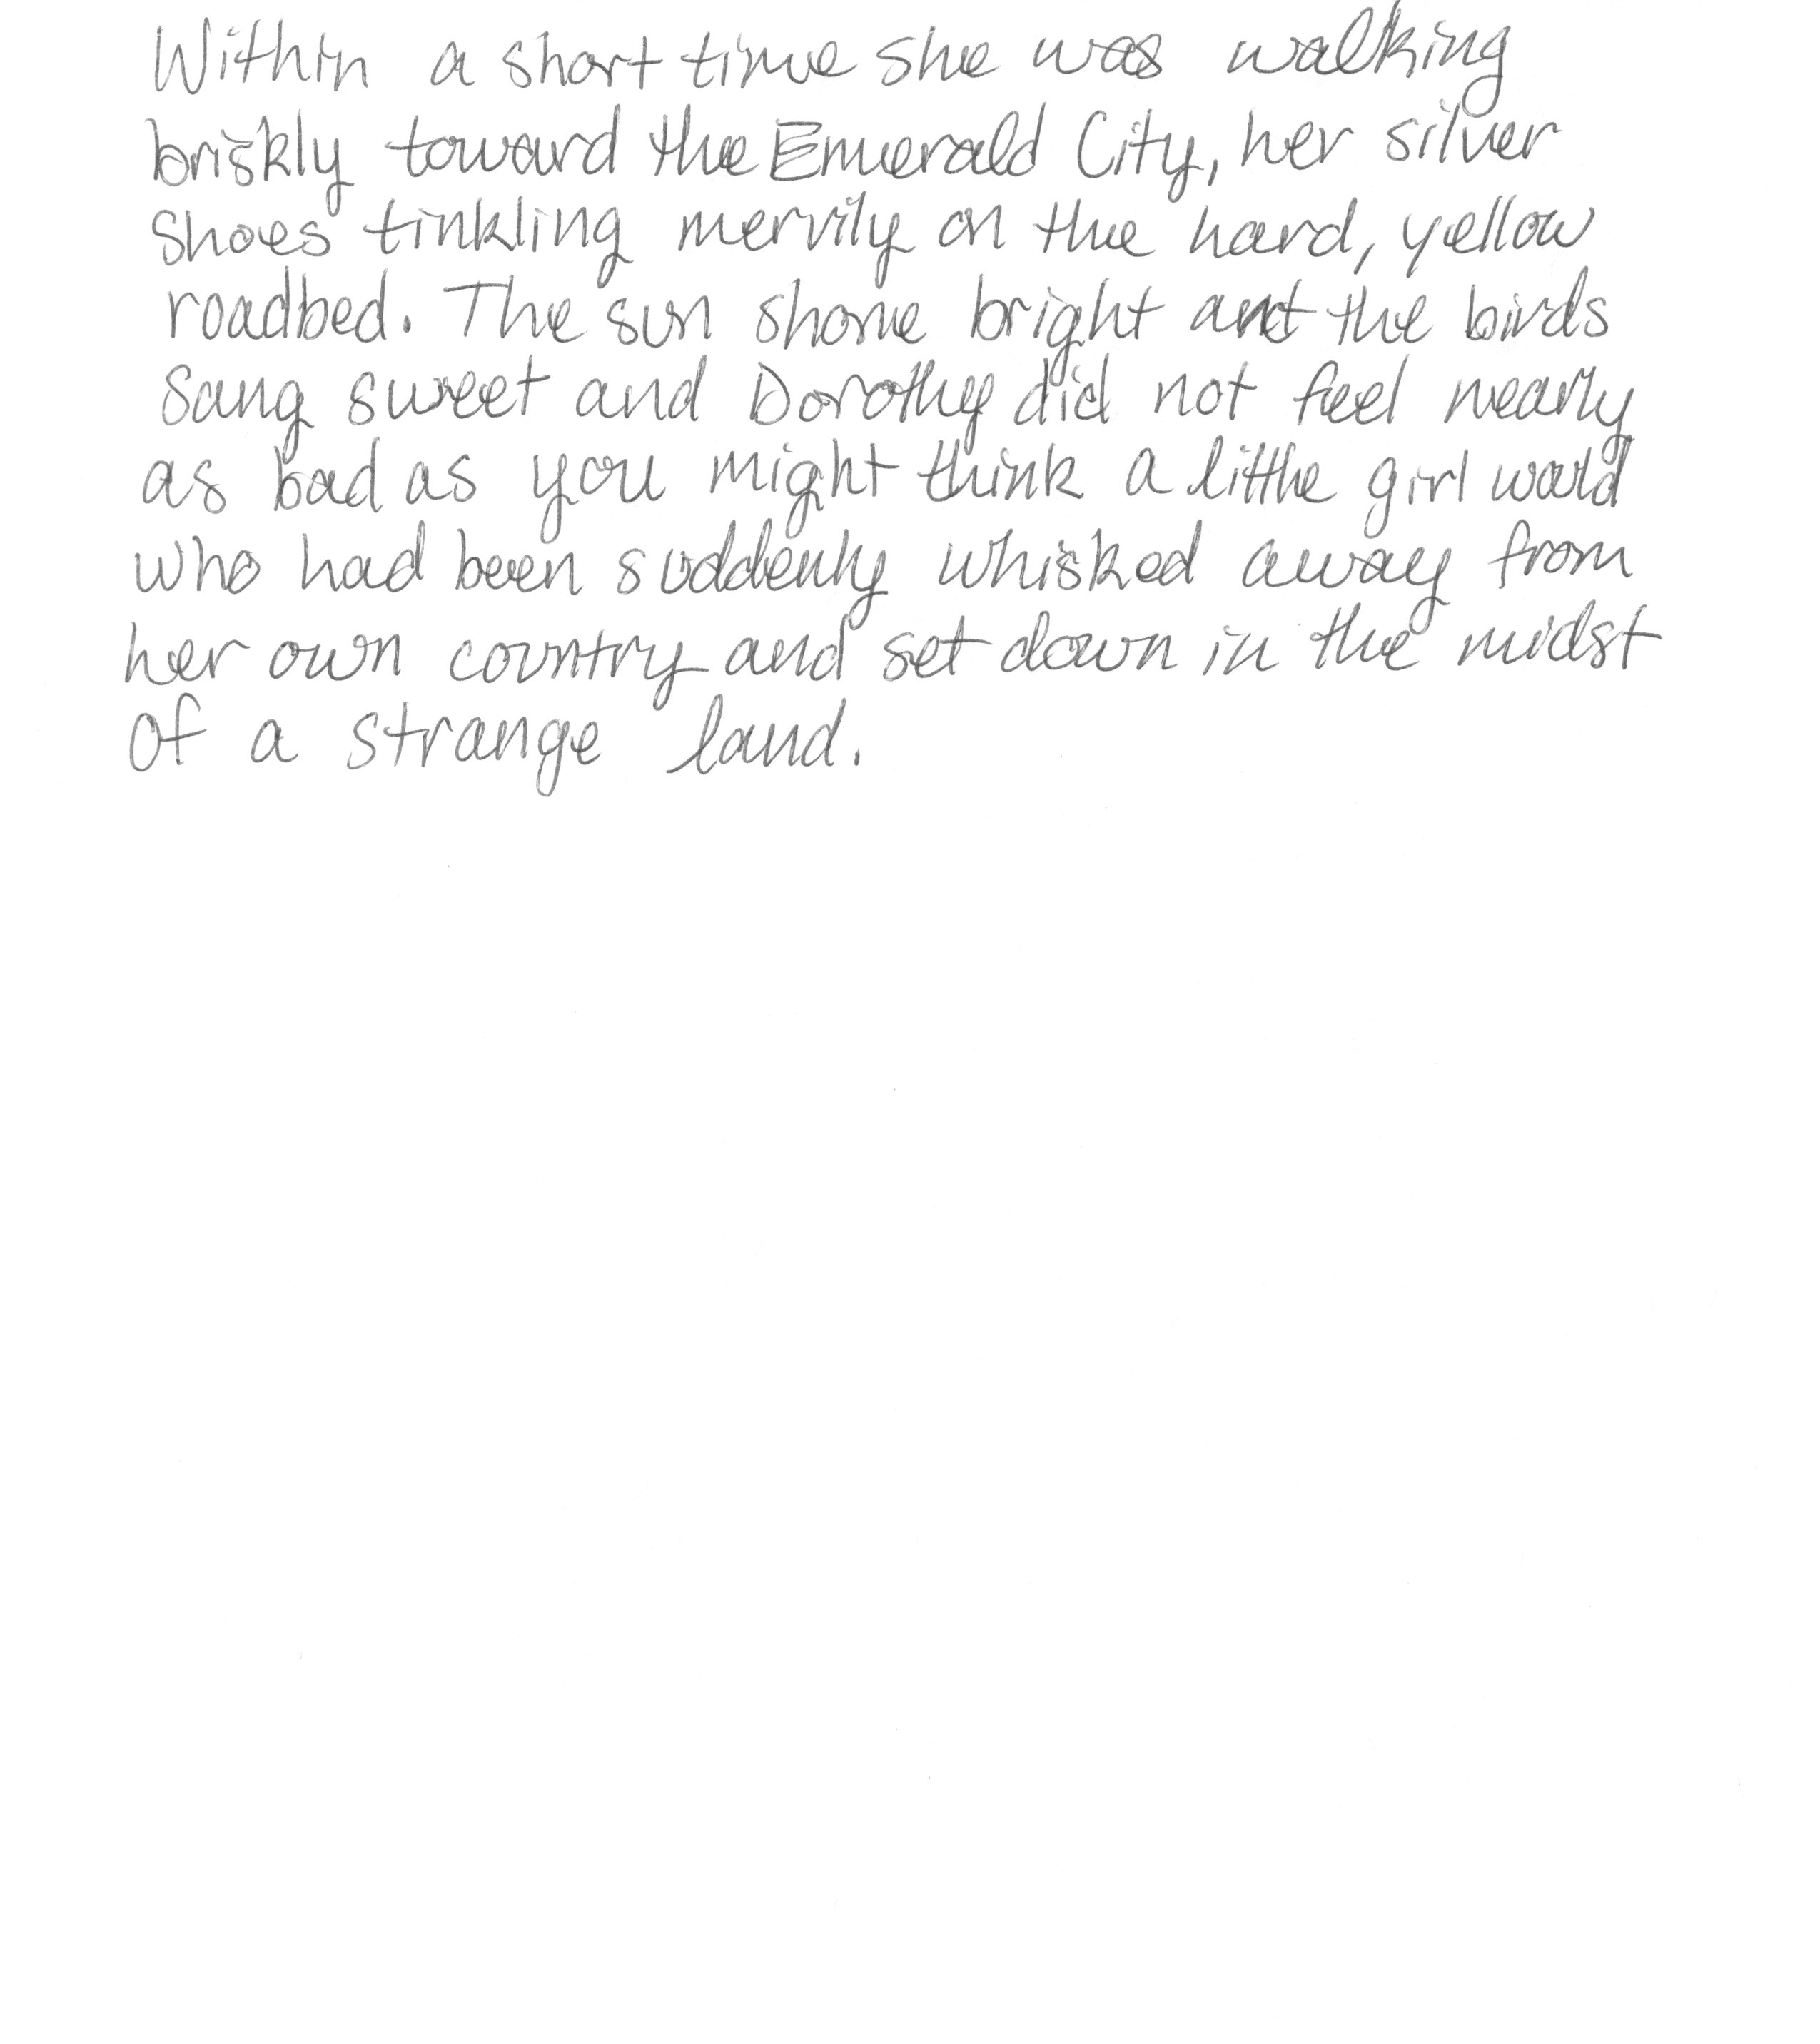 Within a short time she was walking
briskly toward the Emerald City, her silver
shoes tinkling merrily on the hard, yellow
roadbed. The sun shone bright and the birds
sang sweet and Dorothy did not feel nearly
as bad as you might think a little girl would
who had been suddenly whisked away from
her own country and set down in the midst
of a strange land.